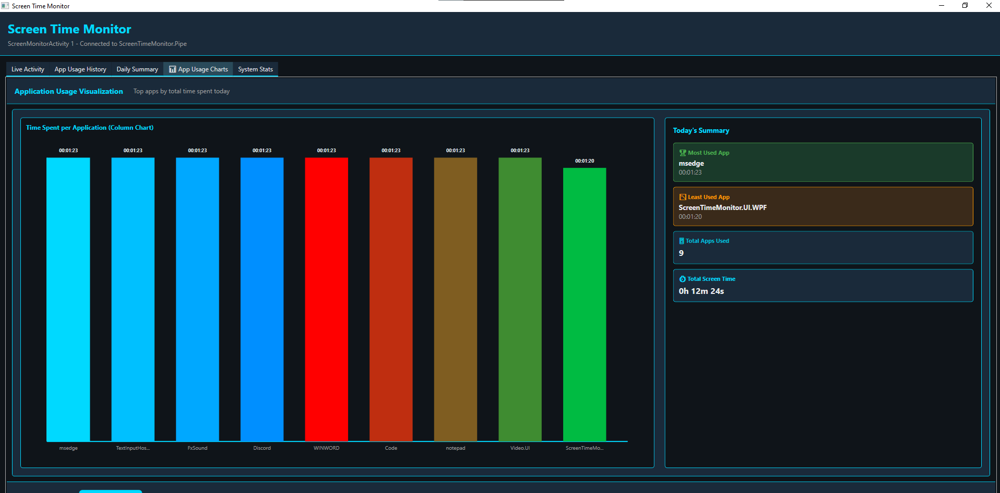 Screen Time Monitor
Screen Time Monitor
ScreenMonitorActivity 1 - Connected to ScreenTimeMonitor.Pipe
Live Activity App Usage History Daily Summary App Usage Charts System Stats
Application Usage Visualization Top apps by total time spent today
Time Spent per Application (Column Chart)
00:01:23 00:01:23 00:01:23 00:01:23 00:01:23 00:01:23 00:01:23 00:01:23 00:01:20
msedge TextInputHos... FxSound Discord WINWORD Code notepad Video.UI ScreenTimeMo...
Today's Summary
Most Used App
msedge
00:01:23
Least Used App
ScreenTimeMonitor.UI.WPF
00:01:20
Total Apps Used
9
Total Screen Time
0h 12m 24s